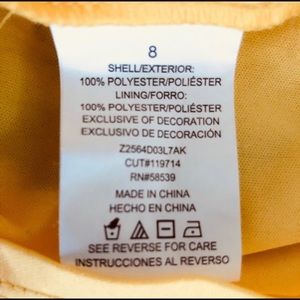 8
SHELL/EXTERIOR:
100% POLYESTER/POLIÉSTER
LINING/FORRO:
100% POLYESTER/POLIÉSTER
EXCLUSIVE OF DECORATION
EXCLUSIVO DE DECORACIÓN
Z2564D03L7AK
CUT#119714
RN#58539
MADE IN CHINA
HECHO EN CHINA
SEE REVERSE FOR CARE
INSTRUCCIONES AL REVERSO